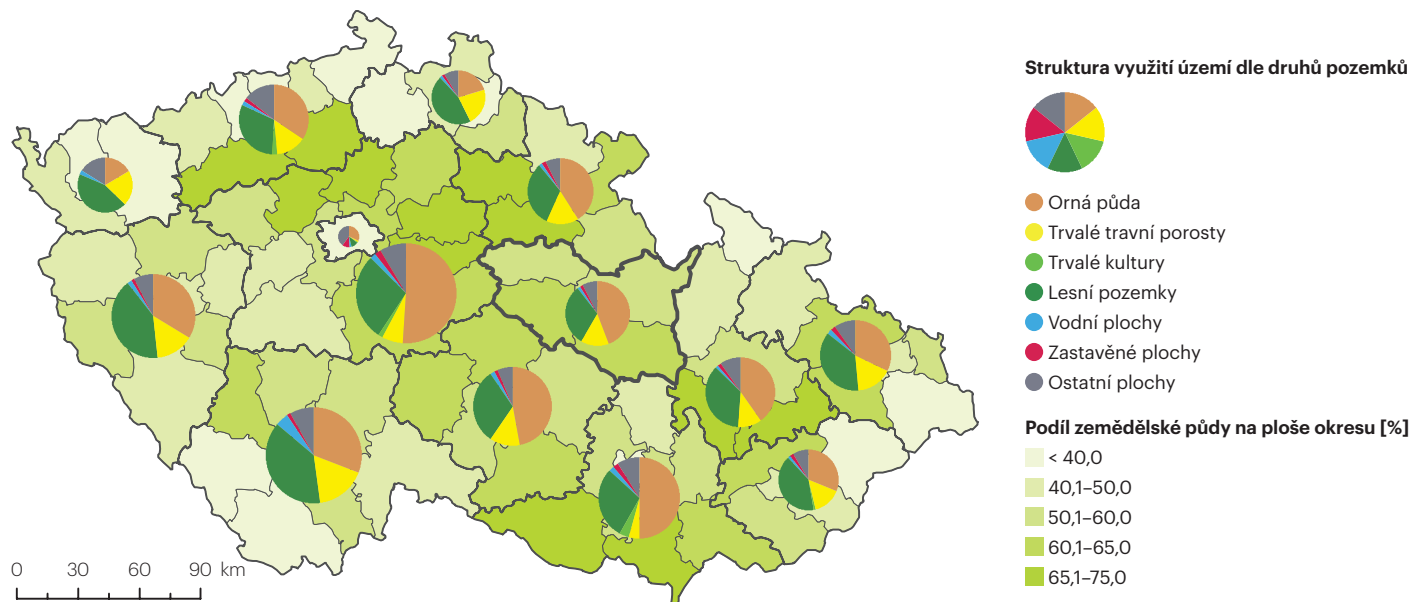 Struktura využití území dle druhů pozemků
Orná půda
Trvalé travní porosty
Trvalé kultury
Lesní pozemky
Vodní plochy
Zastavěné plochy
Ostatní plochy
Podíl zemědělské půdy na ploše okresu [%]
< 40,0
40,1–50,0
50,1–60,0
60,1–65,0
65,1–75,0
0 30 60 90 km